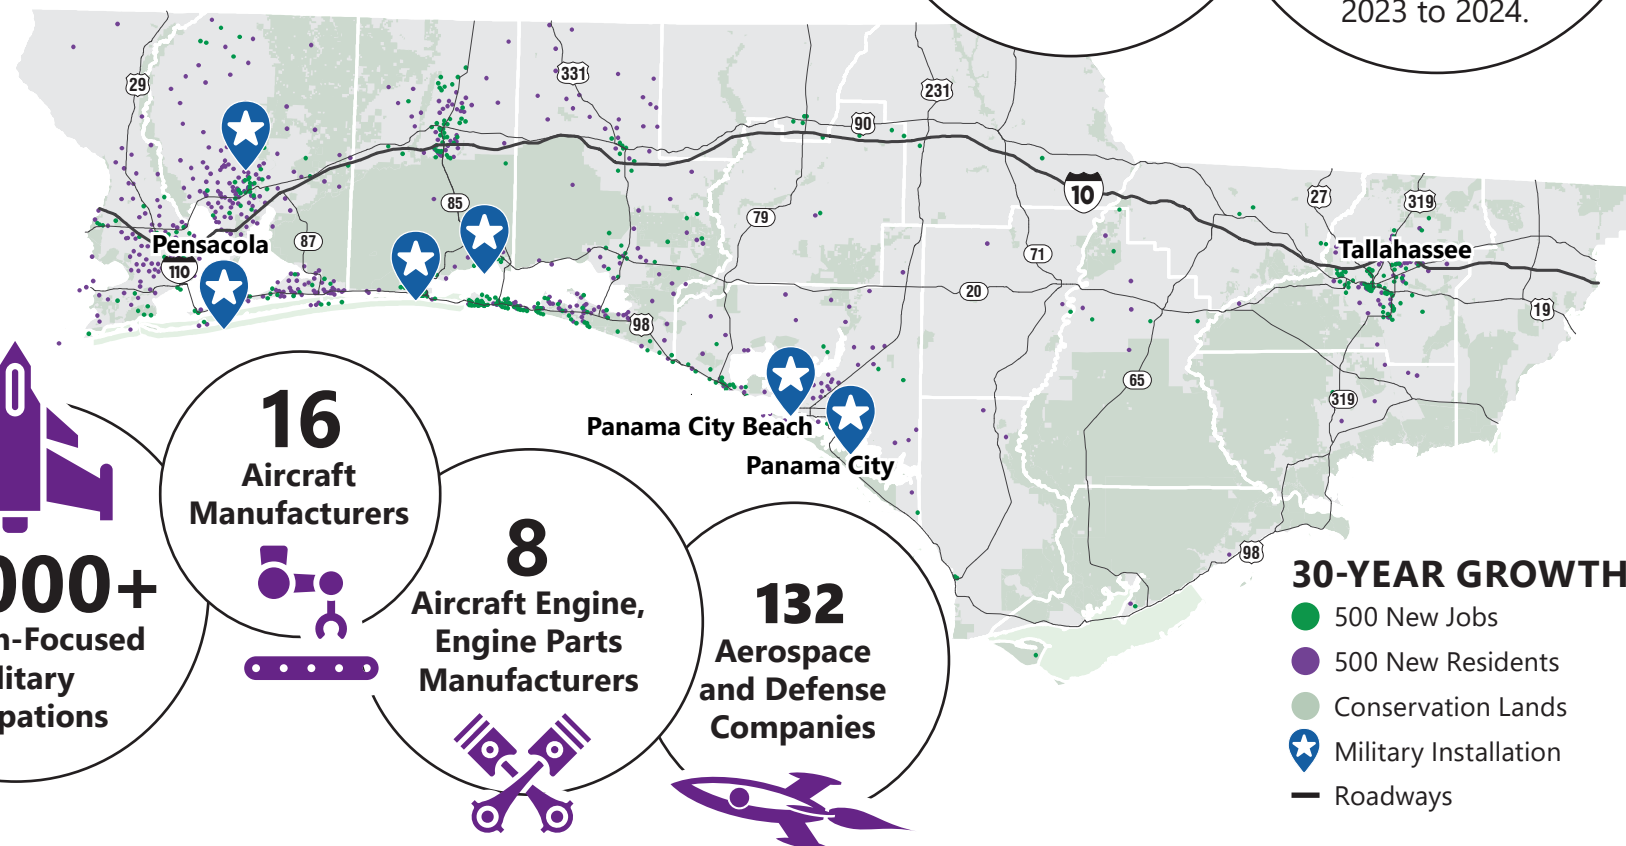 2023 to 2024.
29
331
231
90
10
27
319
85
79
87
Pensacola
110
71
Tallahassee
20
19
98
65
319
Panama City Beach
Panama City
98
16
Aircraft
Manufacturers
8
Aircraft Engine,
Engine Parts
Manufacturers
132
Aerospace
and Defense
Companies
000+
-Focused
litary
pations
30-YEAR GROWTH
500 New Jobs
500 New Residents
Conservation Lands
Military Installation
Roadways